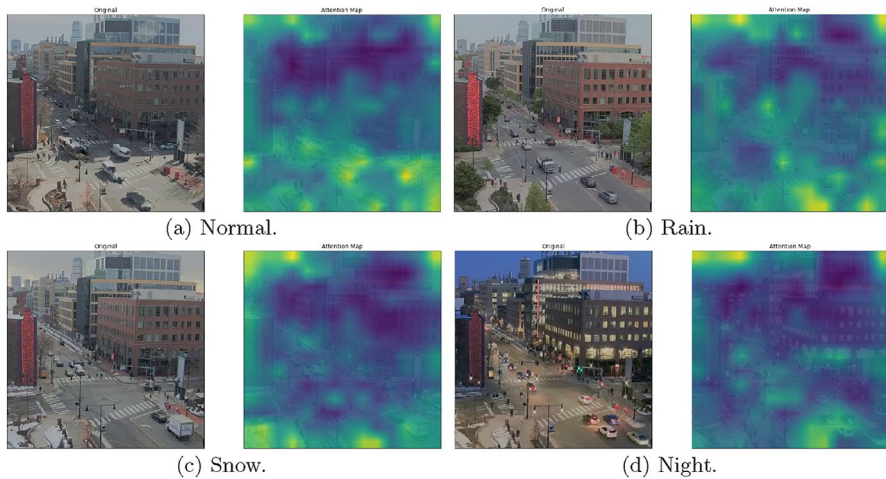 Original Attention Map Original Attention Map
(a) Normal. (b) Rain.
Original Attention Map Original Attention Map
(c) Snow. (d) Night.